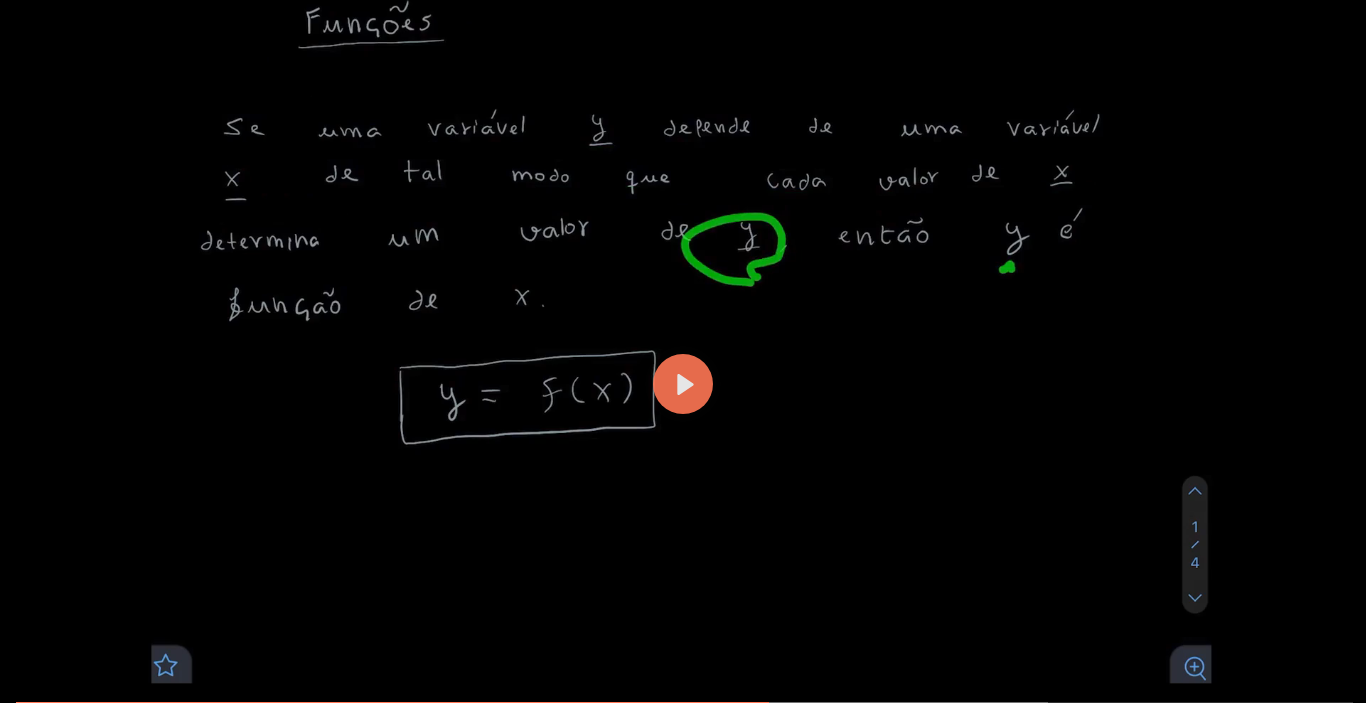 Funções
Se uma variável y depende de uma variável
x de tal modo que cada valor de x
determina um valor de y então y é
função de x.
y = f(x)
1
/
4